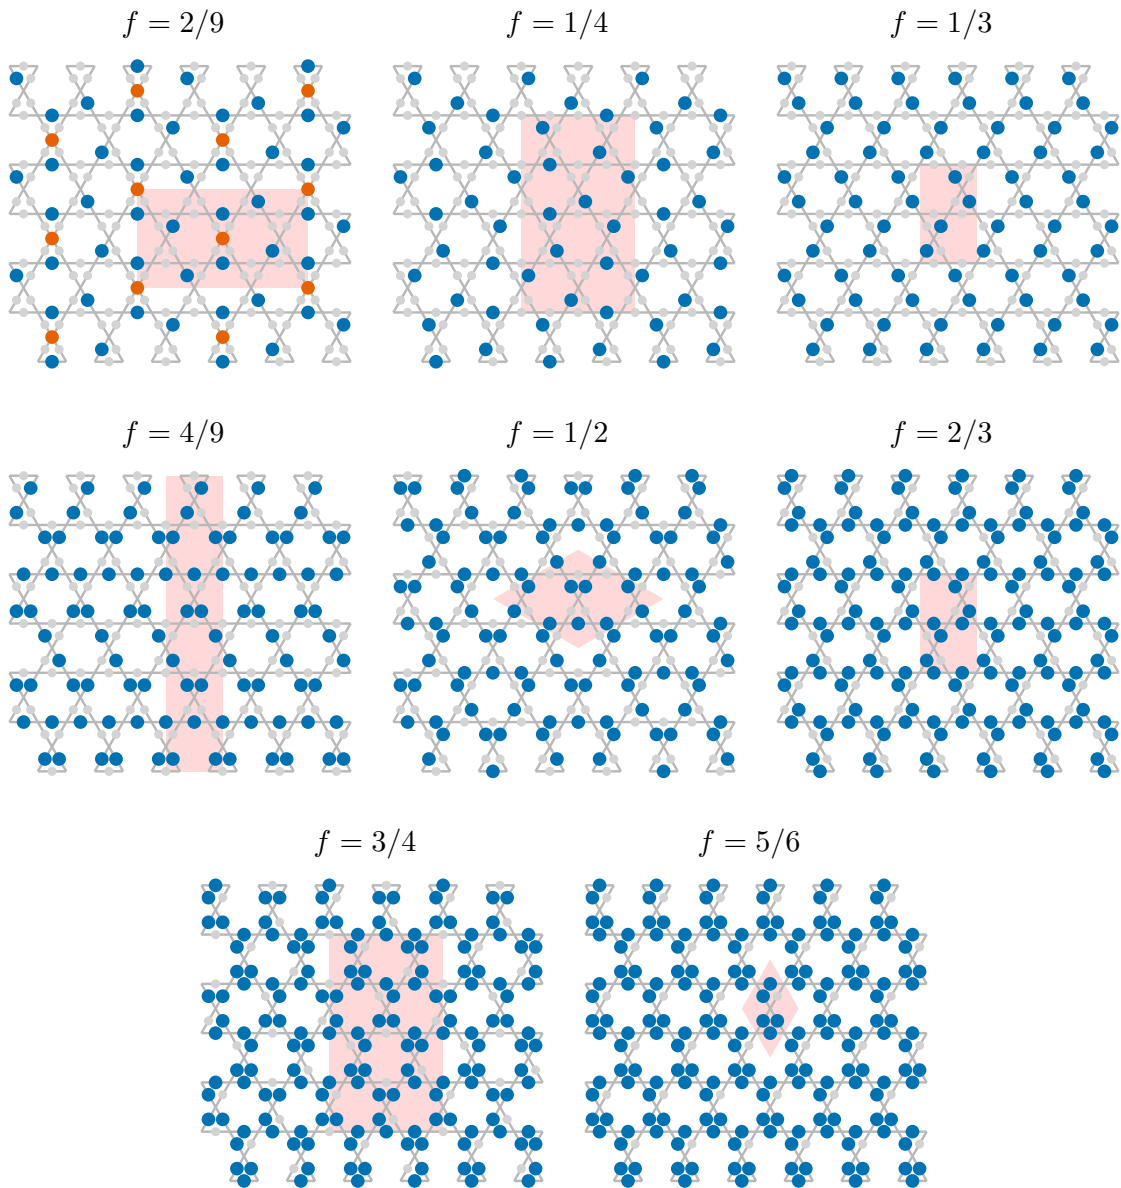 f = 2/9
f = 1/4
f = 1/3
f = 4/9
f = 1/2
f = 2/3
f = 3/4
f = 5/6